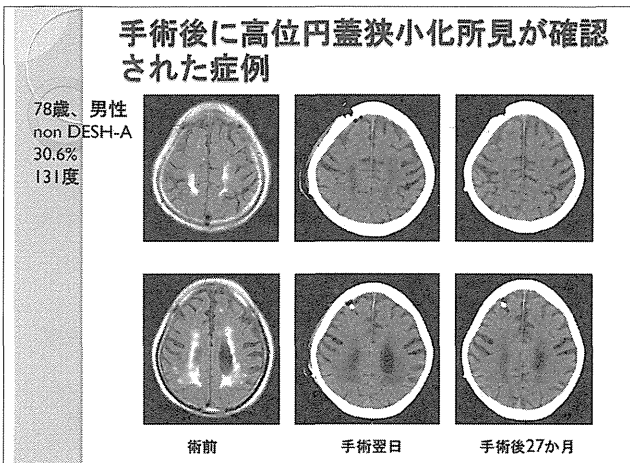 手術後に高位円蓋狭小化所見が確認
された症例
78歳、男性
non DESH-A
30.6%
131度
術前
手術翌日
手術後27か月